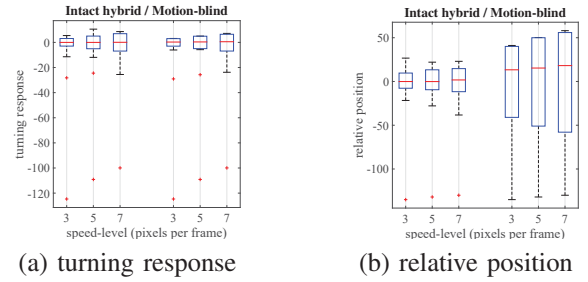 Intact hybrid / Motion-blind
0
-20
-40
-60
-80
-100
-120
turning response
3 5 7 3 5 7
speed-level (pixels per frame)
(a) turning response
Intact hybrid / Motion-blind
50
0
-50
-100
relative position
3 5 7 3 5 7
speed-level (pixels per frame)
(b) relative position